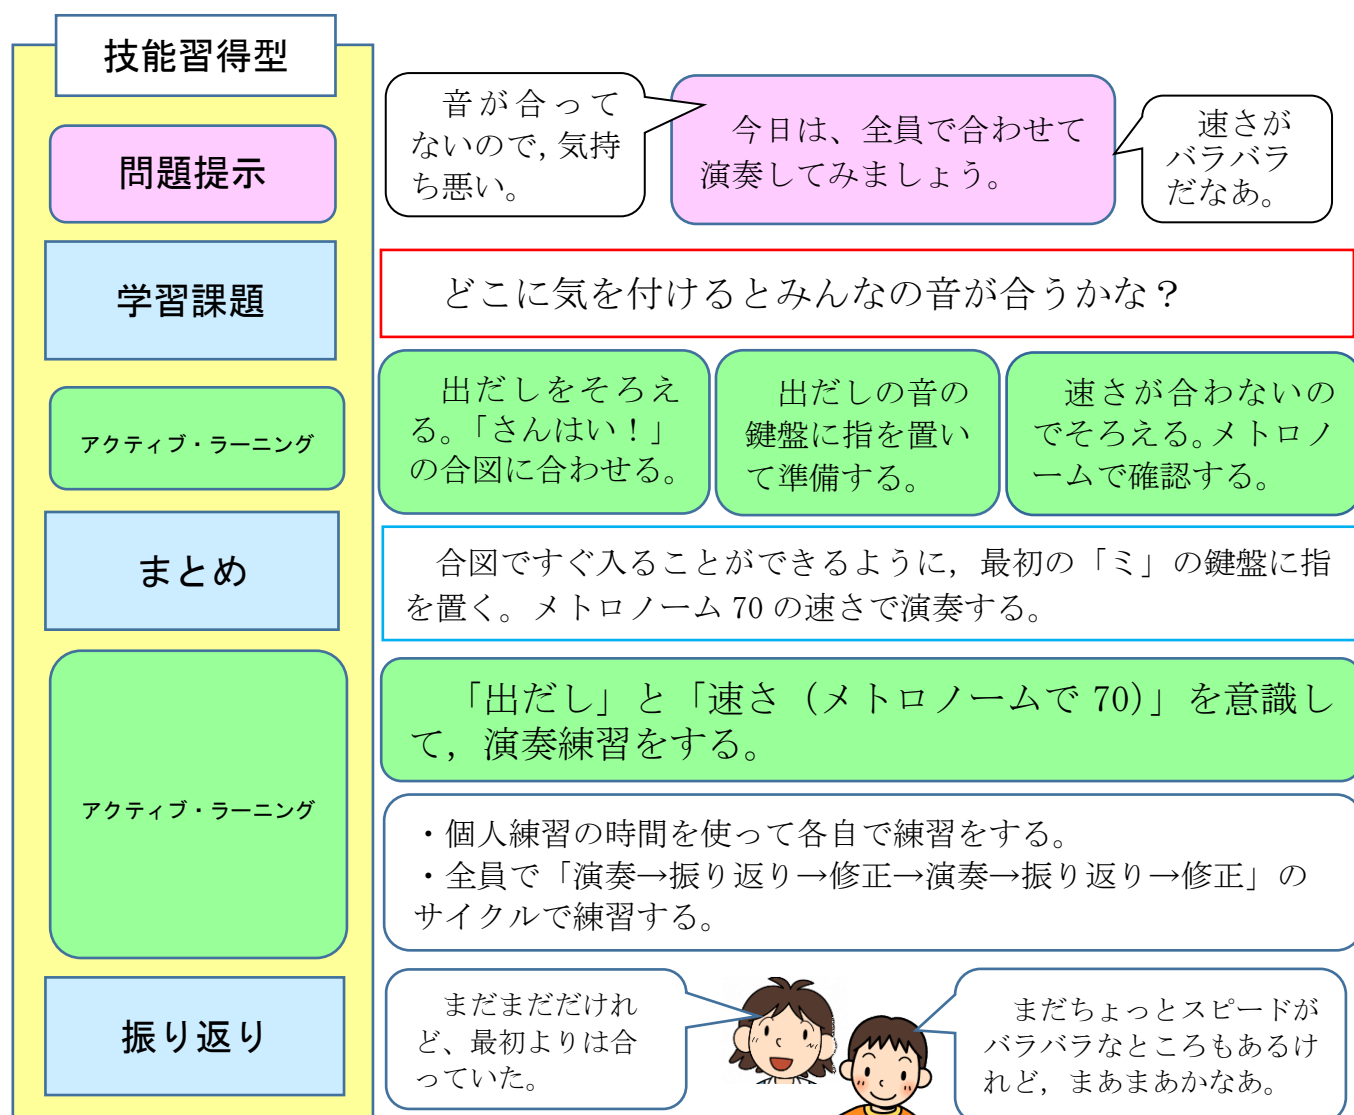 技能習得型
問題提示
音が合って
ないので,気持
ち悪い。
今日は、全員で合わせて
演奏してみましょう。
速さが
バラバラ
だなあ。
学習課題
どこに気を付けるとみんなの音が合うかな？
アクティブ・ラーニング
出だしをそろえ
る。「さんはい！」
の合図に合わせる。
出だしの音の
鍵盤に指を置い
て準備する。
速さが合わないの
でそろえる。メトロノ
ームで確認する。
まとめ
合図ですぐ入ることができるように，最初の「ミ」の鍵盤に指
を置く。メトロノーム 70 の速さで演奏する。
アクティブ・ラーニング
「出だし」と「速さ（メトロノームで 70）」を意識し
て，演奏練習をする。
・個人練習の時間を使って各自で練習をする。
・全員で「演奏→振り返り→修正→演奏→振り返り→修正」の
サイクルで練習する。
振り返り
まだまだだけれ
ど、最初よりは合
っていた。
まだちょっとスピードが
バラバラなところもあるけ
れど，まあまあかなあ。